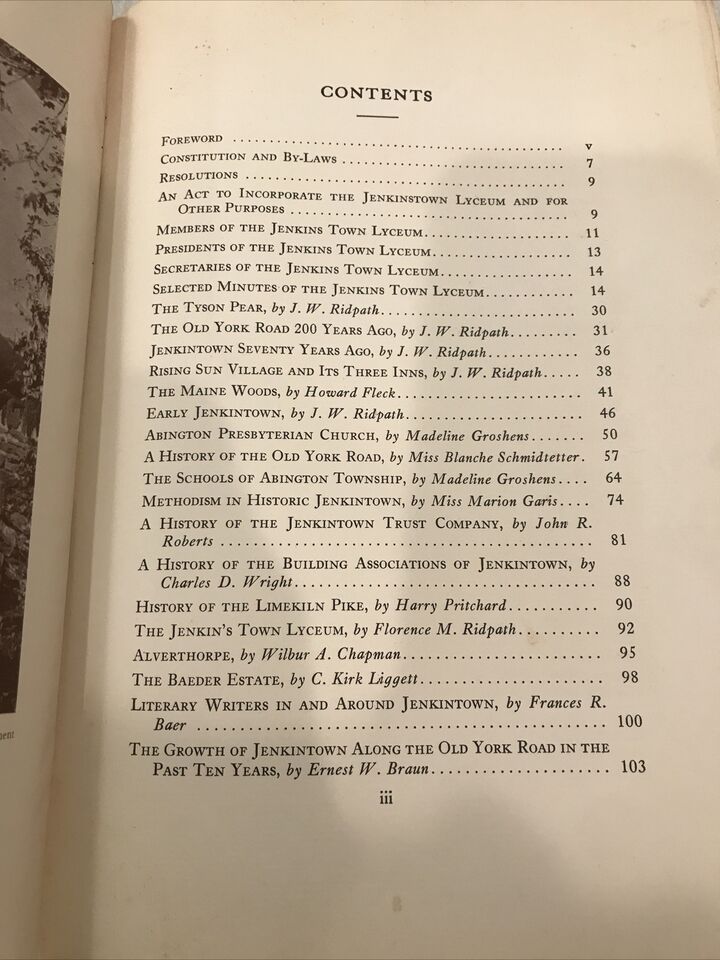 CONTENTS
FOREWORD .......... v
CONSTITUTION AND BY-LAWS .......... 7
RESOLUTIONS .......... 9
AN ACT TO INCORPORATE THE JENKINSTOWN LYCEUM AND FOR
OTHER PURPOSES .......... 9
MEMBERS OF THE JENKINS TOWN LYCEUM.......... 11
PRESIDENTS OF THE JENKINS TOWN LYCEUM.......... 13
SECRETARIES OF THE JENKINS TOWN LYCEUM.......... 14
SELECTED MINUTES OF THE JENKINS TOWN LYCEUM.......... 14
THE TYSON PEAR, by J. W. Ridpath.......... 30
THE OLD YORK ROAD 200 YEARS AGO, by J. W. Ridpath......... 31
JENKINTOWN SEVENTY YEARS AGO, by J. W. Ridpath.......... 36
RISING SUN VILLAGE AND ITS THREE INNS, by J. W. Ridpath..... 38
THE MAINE WOODS, by Howard Fleck.......... 41
EARLY JENKINTOWN, by J. W. Ridpath.......... 46
ABINGTON PRESBYTERIAN CHURCH, by Madeline Groshens....... 50
A HISTORY OF THE OLD YORK ROAD, by Miss Blanche Schmidtetter. 57
THE SCHOOLS OF ABINGTON TOWNSHIP, by Madeline Groshens.... 64
METHODISM IN HISTORIC JENKINTOWN, by Miss Marion Garis.... 74
A HISTORY OF THE JENKINTOWN TRUST COMPANY, by John R.
Roberts .......... 81
A HISTORY OF THE BUILDING ASSOCIATIONS OF JENKINTOWN, by
Charles D. Wright.......... 88
HISTORY OF THE LIMEKILN PIKE, by Harry Pritchard.......... 90
THE JENKIN'S TOWN LYCEUM, by Florence M. Ridpath.......... 92
ALVERTHORPE, by Wilbur A. Chapman.......... 95
THE BAEDER ESTATE, by C. Kirk Liggett.......... 98
LITERARY WRITERS IN AND AROUND JENKINTOWN, by Frances R.
Baer .......... 100
THE GROWTH OF JENKINTOWN ALONG THE OLD YORK ROAD IN THE
PAST TEN YEARS, by Ernest W. Braun.......... 103
iii